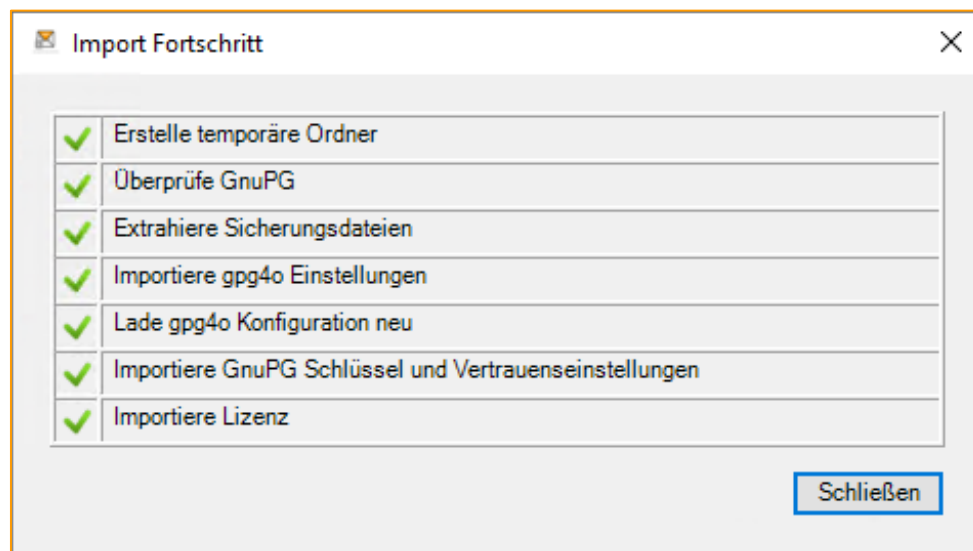 Import Fortschritt
Erstelle temporäre Ordner
Überprüfe GnuPG
Extrahiere Sicherungsdateien
Importiere gpg4o Einstellungen
Lade gpg4o Konfiguration neu
Importiere GnuPG Schlüssel und Vertrauenseinstellungen
Importiere Lizenz
Schließen